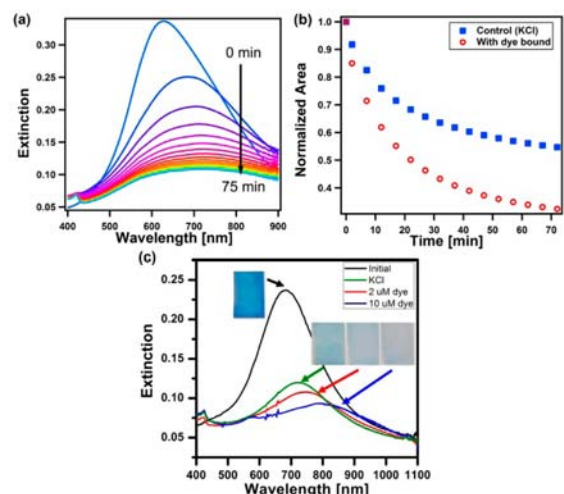 (a)
0 min
75 min
Extinction
0.35
0.30
0.25
0.20
0.15
0.10
0.05
400 500 600 700 800 900
Wavelength [nm]
(b)
Control (KCl)
With dye bound
Normalized Area
1.0
0.9
0.8
0.7
0.6
0.5
0.4
0 10 20 30 40 50 60 70
Time [min]
(c)
Initial
KCl
2 uM dye
10 uM dye
Extinction
0.25
0.20
0.15
0.10
0.05
400 500 600 700 800 900 1000 1100
Wavelength [nm]